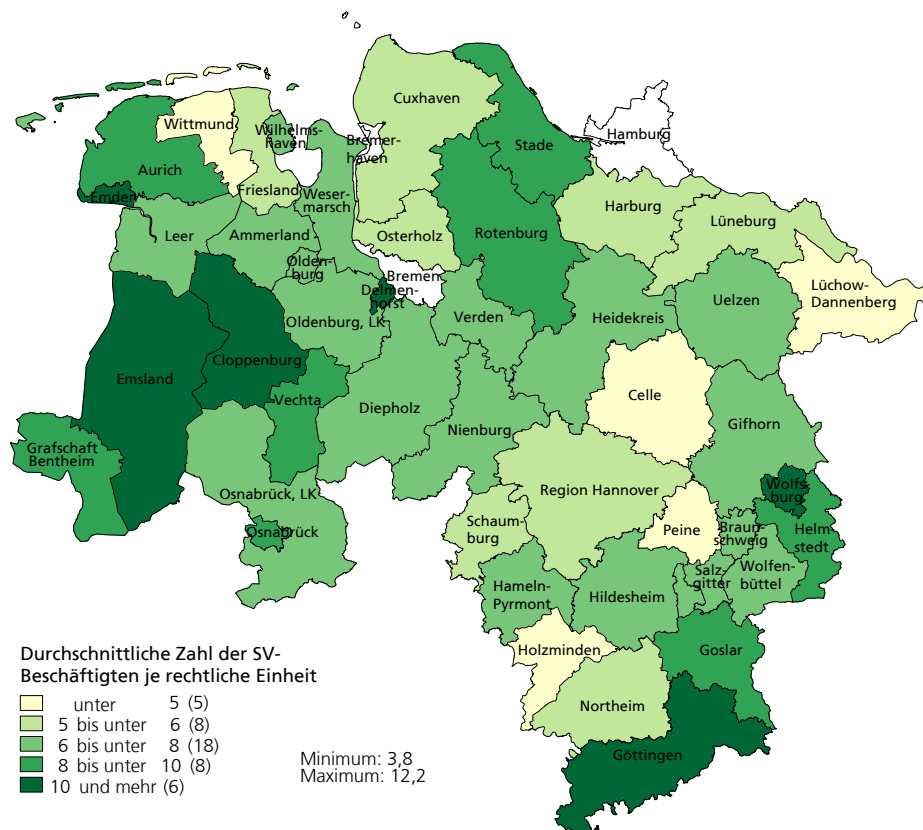 Cuxhaven
Wittmund
Wilhelms-
haven
Bremer-
haven
Hamburg
Stade
Aurich
Emden
Friesland
Weser-
marsch
Harburg
Lüneburg
Leer
Ammerland
Osterholz
Rotenburg
Olden-
burg
Bremen
Delmen-
horst
Lüchow-
Dannenberg
Uelzen
Oldenburg, LK
Verden
Heidekreis
Cloppenburg
Emsland
Celle
Vechta
Diepholz
Gifhorn
Nienburg
Grafschaft
Bentheim
Osnabrück, LK
Region Hannover
Wolfs-
burg
Osnabrück
Schaum-
burg
Peine
Braun-
schweig
Helm-
stedt
Salz-
gitter
Wolfen-
büttel
Hameln-
Pyrmont
Hildesheim
Holzminden
Goslar
Northeim
Göttingen
Durchschnittliche Zahl der SV-
Beschäftigten je rechtliche Einheit
unter 5 (5)
5 bis unter 6 (8)
6 bis unter 8 (18)
8 bis unter 10 (8)
10 und mehr (6)
Minimum: 3,8
Maximum: 12,2